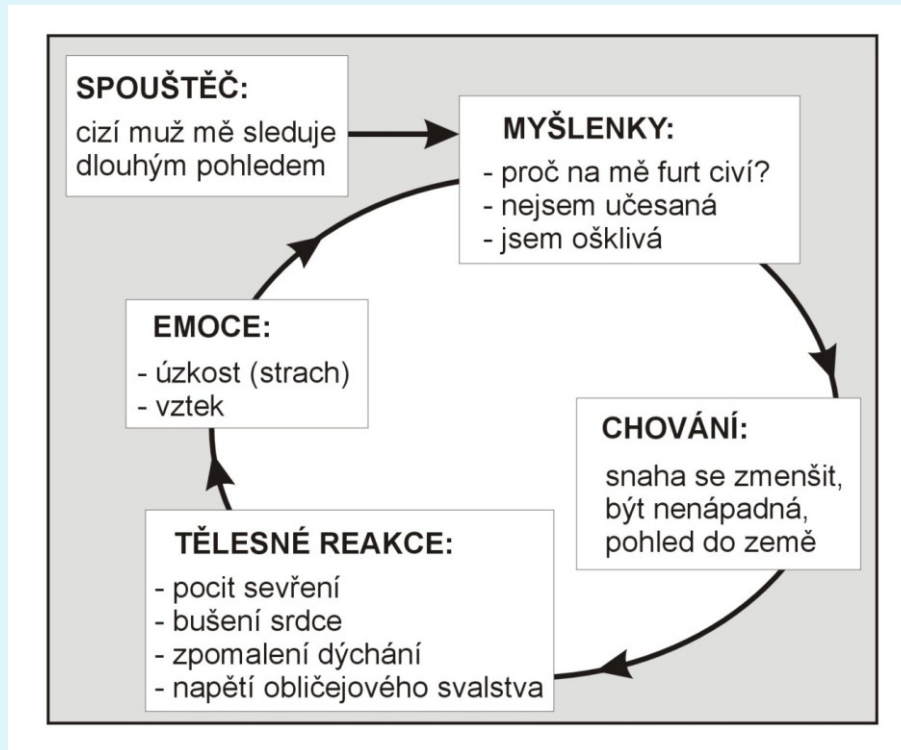 SPOUŠTĚČ:
cizí muž mě sleduje
dlouhým pohledem
MYŠLENKY:
- proč na mě furt civí?
- nejsem učesaná
- jsem ošklivá
CHOVÁNÍ:
snaha se zmenšit,
být nenápadná,
pohled do země
TĚLESNÉ REAKCE:
- pocit sevření
- bušení srdce
- zpomalení dýchání
- napětí obličejového svalstva
EMOCE:
- úzkost (strach)
- vztek